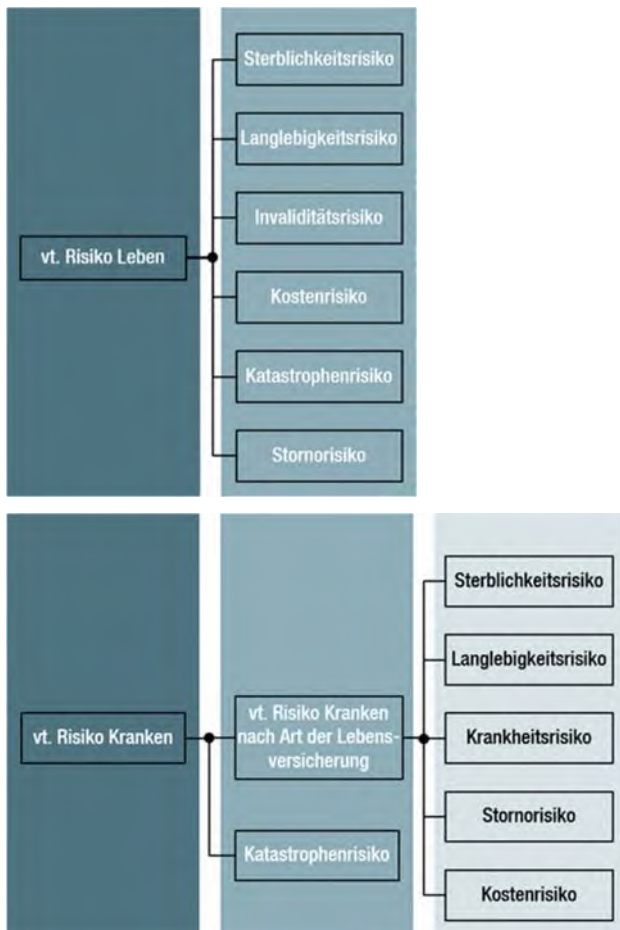 Sterblichkeitsrisiko
Langlebigkeitsrisiko
Invaliditätsrisiko
vt. Risiko Leben
Kostenrisiko
Katastrophenrisiko
Stornorisiko
vt. Risiko Kranken
vt. Risiko Kranken
nach Art der Lebens-
versicherung
Katastrophenrisiko
Sterblichkeitsrisiko
Langlebigkeitsrisiko
Krankheitsrisiko
Stornorisiko
Kostenrisiko